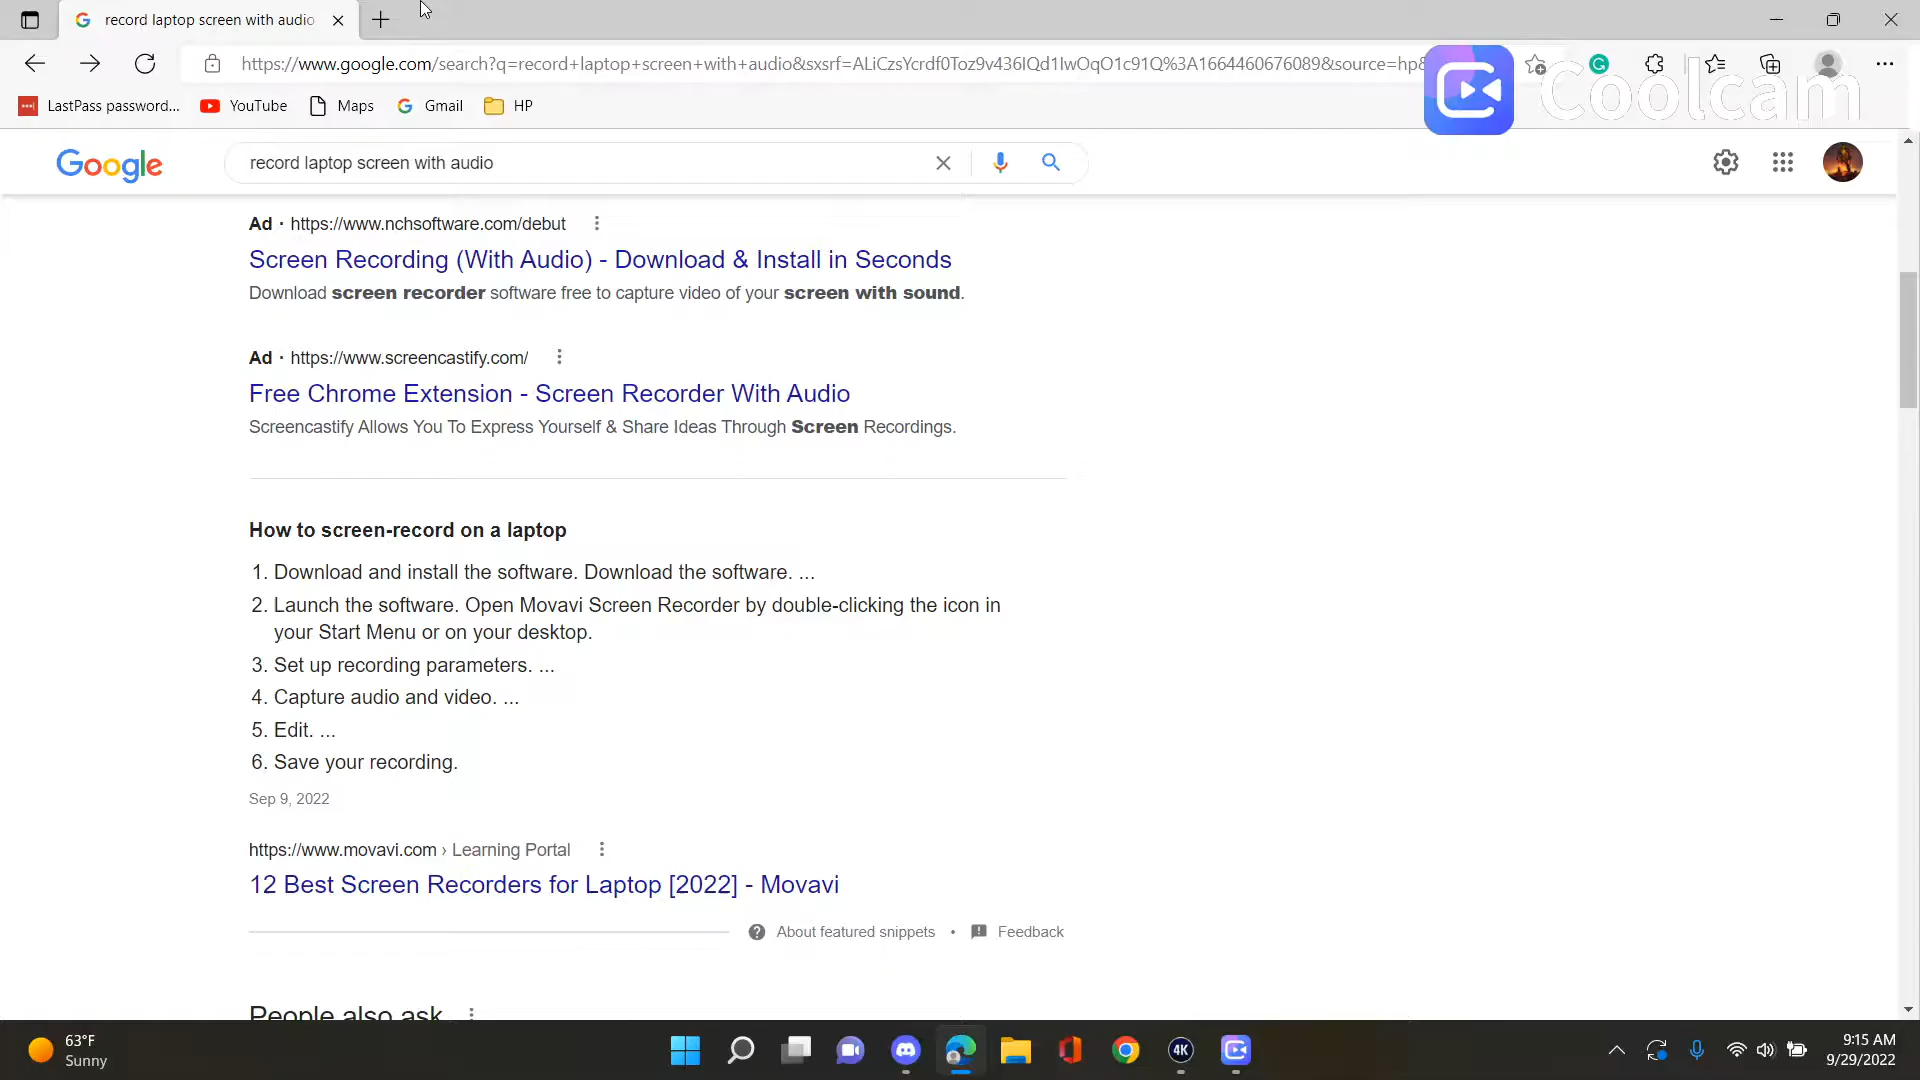 record laptop screen with audio
https://www.google.com/search?q=record+laptop+screen+with+audio&sxsrf=ALiCzsYcrdf0Toz9v436IQd1IwOqO1c91Q%3A1664460676089&source=hp&
Coolcam
LastPass password...
YouTube
Maps
Gmail
HP
Google
record laptop screen with audio
Ad · https://www.nchsoftware.com/debut
Screen Recording (With Audio) - Download & Install in Seconds
Download screen recorder software free to capture video of your screen with sound.
Ad · https://www.screencastify.com/
Free Chrome Extension - Screen Recorder With Audio
Screencastify Allows You To Express Yourself & Share Ideas Through Screen Recordings.
How to screen-record on a laptop
1. Download and install the software. Download the software. ...
2. Launch the software. Open Movavi Screen Recorder by double-clicking the icon in
your Start Menu or on your desktop.
3. Set up recording parameters. ...
4. Capture audio and video. ...
5. Edit. ...
6. Save your recording.
Sep 9, 2022
https://www.movavi.com › Learning Portal
12 Best Screen Recorders for Laptop [2022] - Movavi
About featured snippets • Feedback
People also ask
63°F
Sunny
4K
9:15 AM
9/29/2022